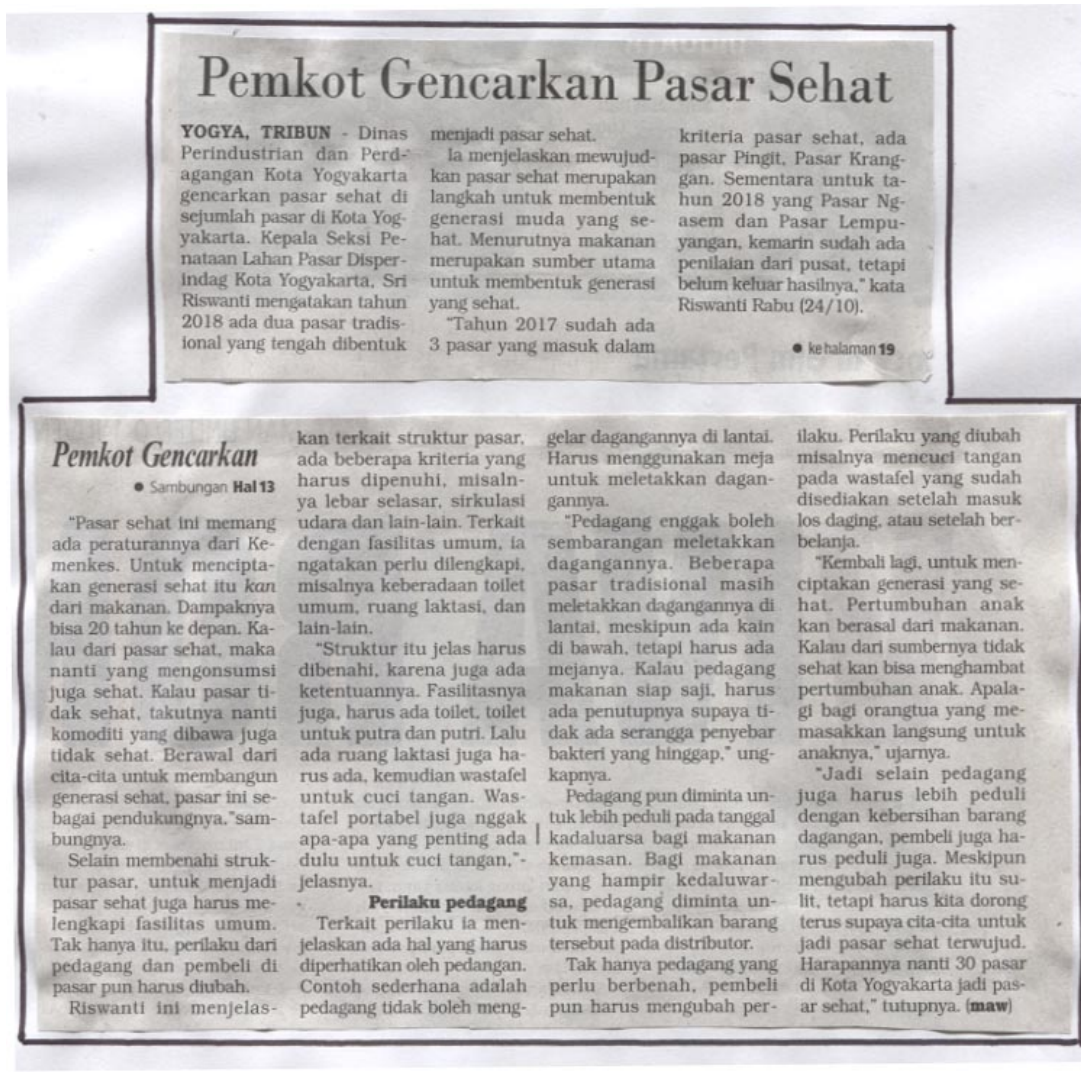 Pemkot Gencarkan Pasar Sehat
YOGYA, TRIBUN - Dinas
Perindustrian dan Perd-
agangan Kota Yogyakarta
gencarkan pasar sehat di
sejumlah pasar di Kota Yog-
yakarta. Kepala Seksi Pe-
nataan Lahan Pasar Disper-
indag Kota Yogyakarta, Sri
Riswanti mengatakan tahun
2018 ada dua pasar tradis-
ional yang tengah dibentuk
menjadi pasar sehat.
Ia menjelaskan mewujud-
kan pasar sehat merupakan
langkah untuk membentuk
generasi muda yang se-
hat. Menurutnya makanan
merupakan sumber utama
untuk membentuk generasi
yang sehat.
"Tahun 2017 sudah ada
3 pasar yang masuk dalam
kriteria pasar sehat, ada
pasar Pingit, Pasar Krang-
gan. Sementara untuk ta-
hun 2018 yang Pasar Ng-
asem dan Pasar Lempu-
yangan, kemarin sudah ada
penilaian dari pusat, tetapi
belum keluar hasilnya," kata
Riswanti Rabu (24/10).
● ke halaman 19
Pemkot Gencarkan
● Sambungan Hal 13
"Pasar sehat ini memang
ada peraturannya dari Ke-
menkes. Untuk mencipta-
kan generasi sehat itu kan
dari makanan. Dampaknya
bisa 20 tahun ke depan. Ka-
lau dari pasar sehat, maka
nanti yang mengonsumsi
juga sehat. Kalau pasar ti-
dak sehat, takutnya nanti
komoditi yang dibawa juga
tidak sehat. Berawal dari
cita-cita untuk membangun
generasi sehat, pasar ini se-
bagai pendukungnya,"sam-
bungnya.
Selain membenahi struk-
tur pasar, untuk menjadi
pasar sehat juga harus me-
lengkapi fasilitas umum.
Tak hanya itu, perilaku dari
pedagang dan pembeli di
pasar pun harus diubah.
Riswanti ini menjelas-
kan terkait struktur pasar,
ada beberapa kriteria yang
harus dipenuhi, misaln-
ya lebar selasar, sirkulasi
udara dan lain-lain. Terkait
dengan fasilitas umum, ia
ngatakan perlu dilengkapi,
misalnya keberadaan toilet
umum, ruang laktasi, dan
lain-lain.
"Struktur itu jelas harus
dibenahi, karena juga ada
ketentuannya. Fasilitasnya
juga, harus ada toilet, toilet
untuk putra dan putri. Lalu
ada ruang laktasi juga ha-
rus ada, kemudian wastafel
untuk cuci tangan. Was-
tafel portabel juga nggak
apa-apa yang penting ada
dulu untuk cuci tangan,"-
jelasnya.
Perilaku pedagang
Terkait perilaku ia men-
jelaskan ada hal yang harus
diperhatikan oleh pedangan.
Contoh sederhana adalah
pedagang tidak boleh meng-
gelar dagangannya di lantai.
Harus menggunakan meja
untuk meletakkan dagan-
gannya.
"Pedagang enggak boleh
sembarangan meletakkan
dagangannya. Beberapa
pasar tradisional masih
meletakkan dagangannya di
lantai, meskipun ada kain
di bawah, tetapi harus ada
mejanya. Kalau pedagang
makanan siap saji, harus
ada penutupnya supaya ti-
dak ada serangga penyebar
bakteri yang hinggap," ung-
kapnya.
Pedagang pun diminta un-
tuk lebih peduli pada tanggal
kadaluarsa bagi makanan
kemasan. Bagi makanan
yang hampir kedaluwar-
sa, pedagang diminta un-
tuk mengembalikan barang
tersebut pada distributor.
Tak hanya pedagang yang
perlu berbenah, pembeli
pun harus mengubah per-
ilaku. Perilaku yang diubah
misalnya mencuci tangan
pada wastafel yang sudah
disediakan setelah masuk
los daging, atau setelah ber-
belanja.
"Kembali lagi, untuk men-
ciptakan generasi yang se-
hat. Pertumbuhan anak
kan berasal dari makanan.
Kalau dari sumbernya tidak
sehat kan bisa menghambat
pertumbuhan anak. Apala-
gi bagi orangtua yang me-
masakkan langsung untuk
anaknya," ujarnya.
"Jadi selain pedagang
juga harus lebih peduli
dengan kebersihan barang
dagangan, pembeli juga ha-
rus peduli juga. Meskipun
mengubah perilaku itu su-
lit, tetapi harus kita dorong
terus supaya cita-cita untuk
jadi pasar sehat terwujud.
Harapannya nanti 30 pasar
di Kota Yogyakarta jadi pas-
ar sehat," tutupnya. (maw)